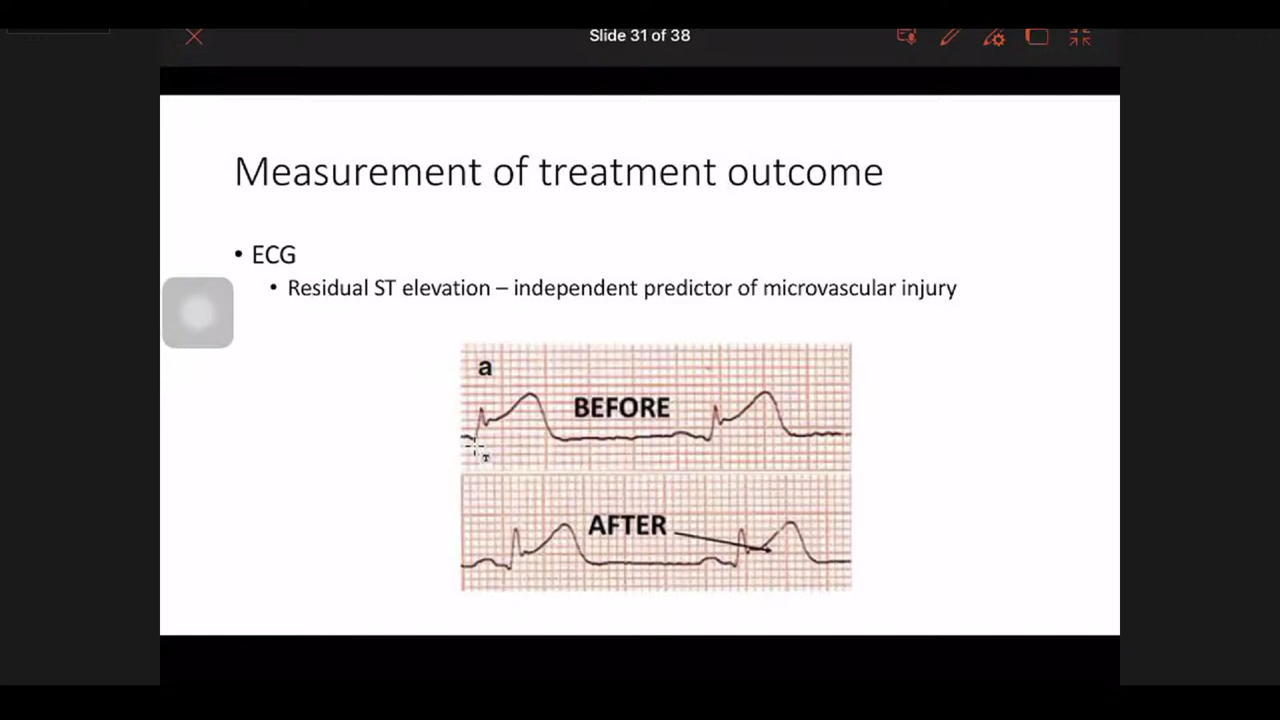 Slide 31 of 38
Measurement of treatment outcome
• ECG
• Residual ST elevation – independent predictor of microvascular injury
a
BEFORE
AFTER